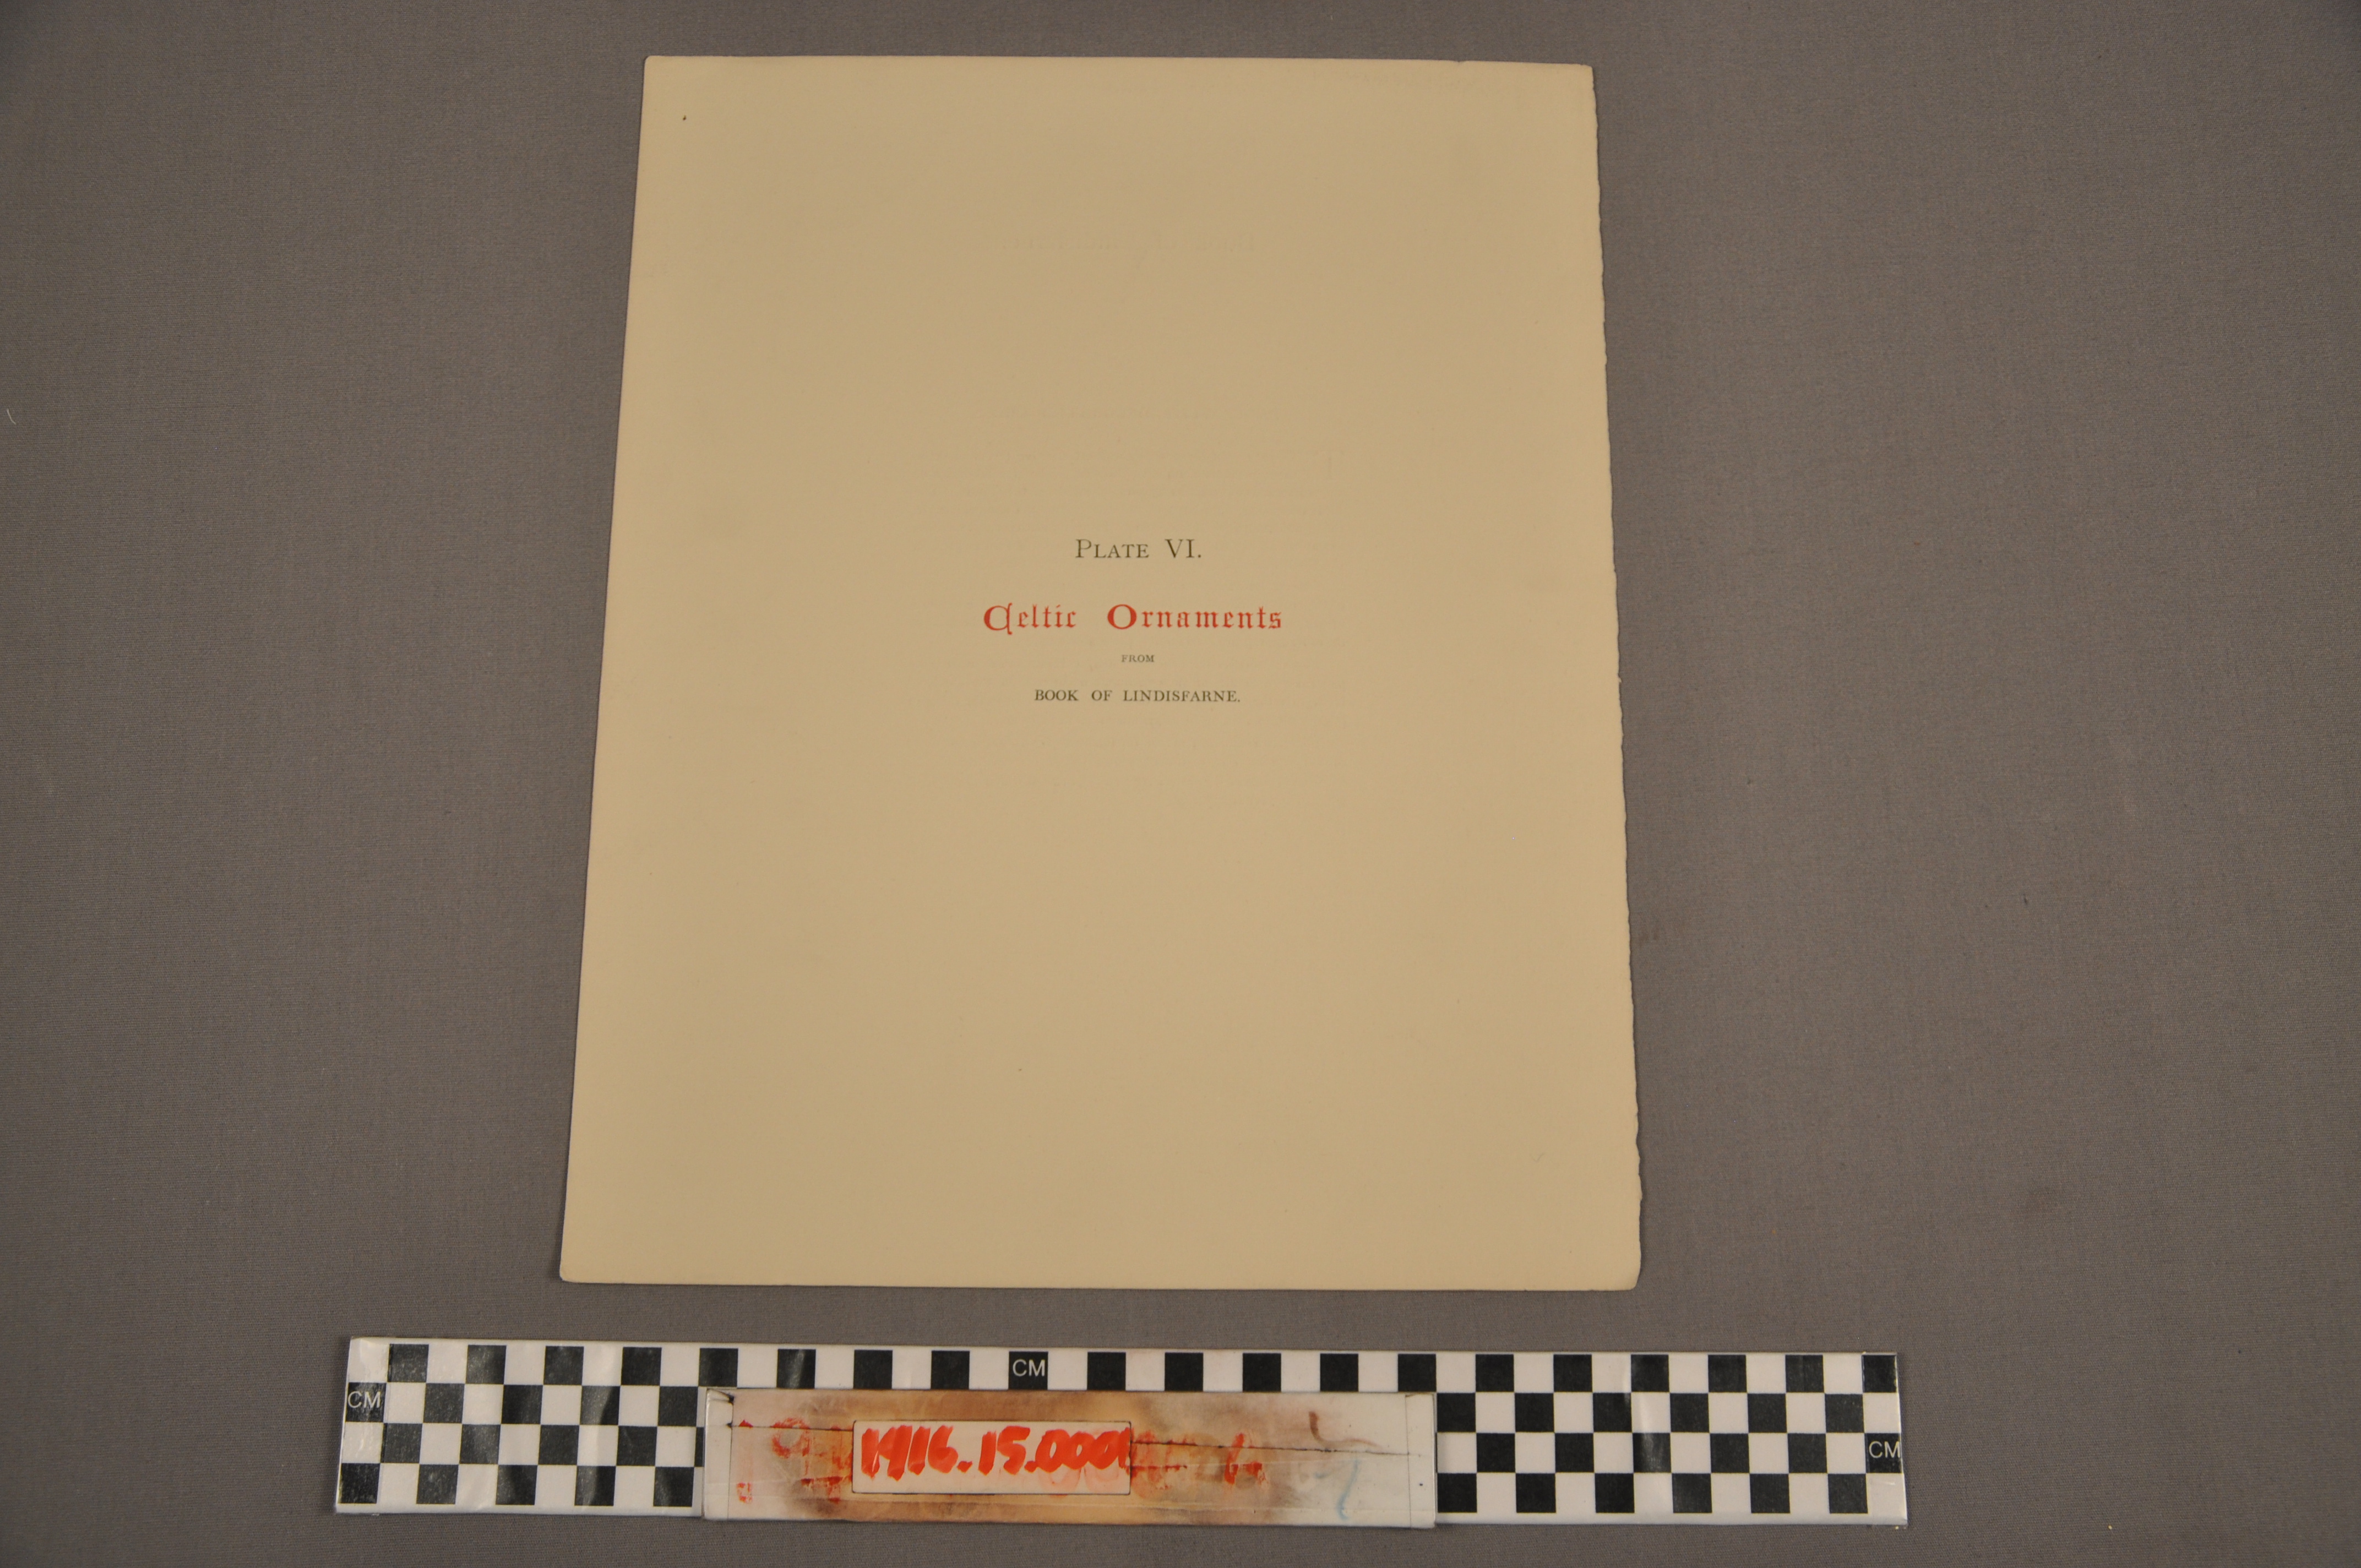 PLATE VI.
Celtic Ornaments
FROM
BOOK OF LINDISFARNE.
CM
CM
1916.15.0001
CM